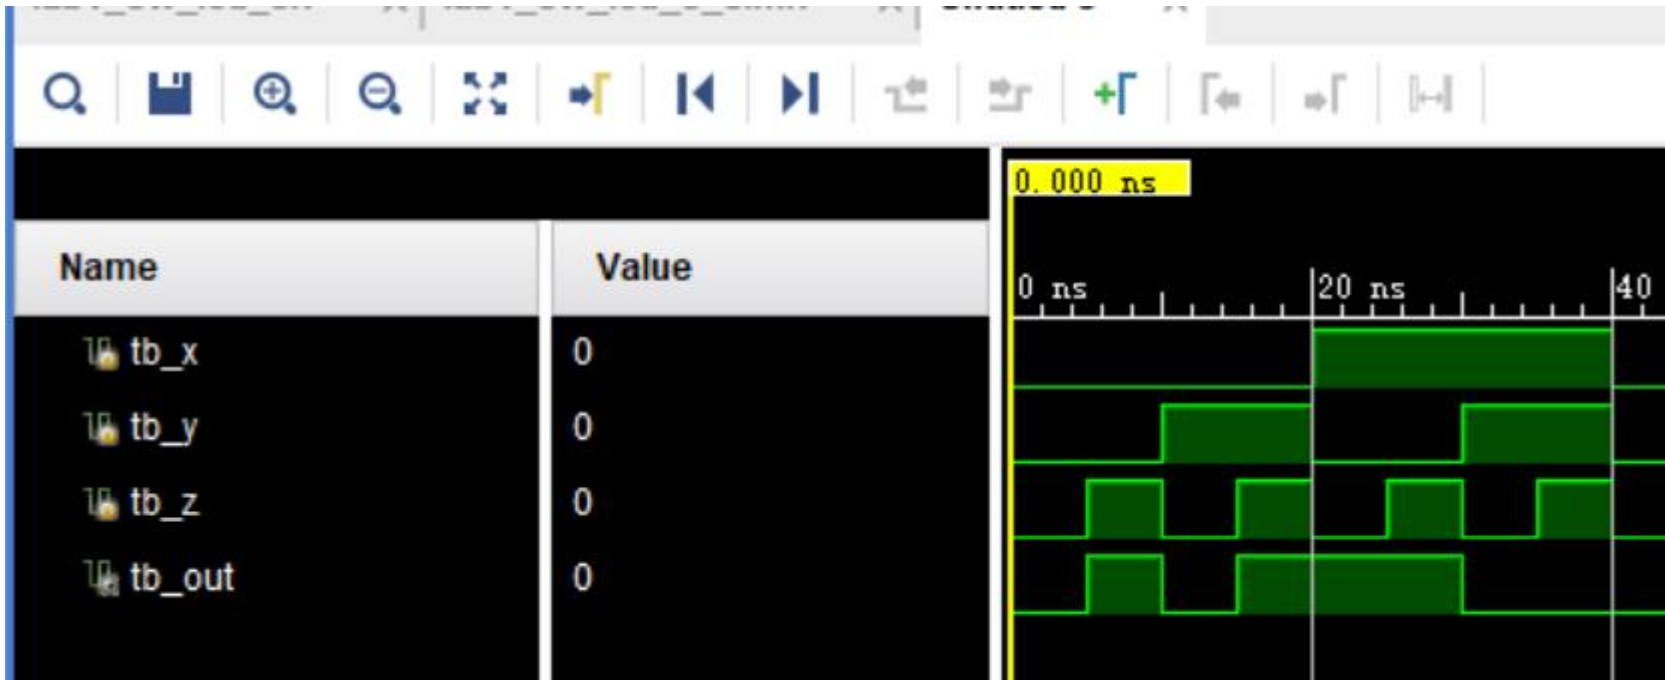 0.000 ns
Name Value
0 ns 20 ns 40
tb_x 0
tb_y 0
tb_z 0
tb_out 0